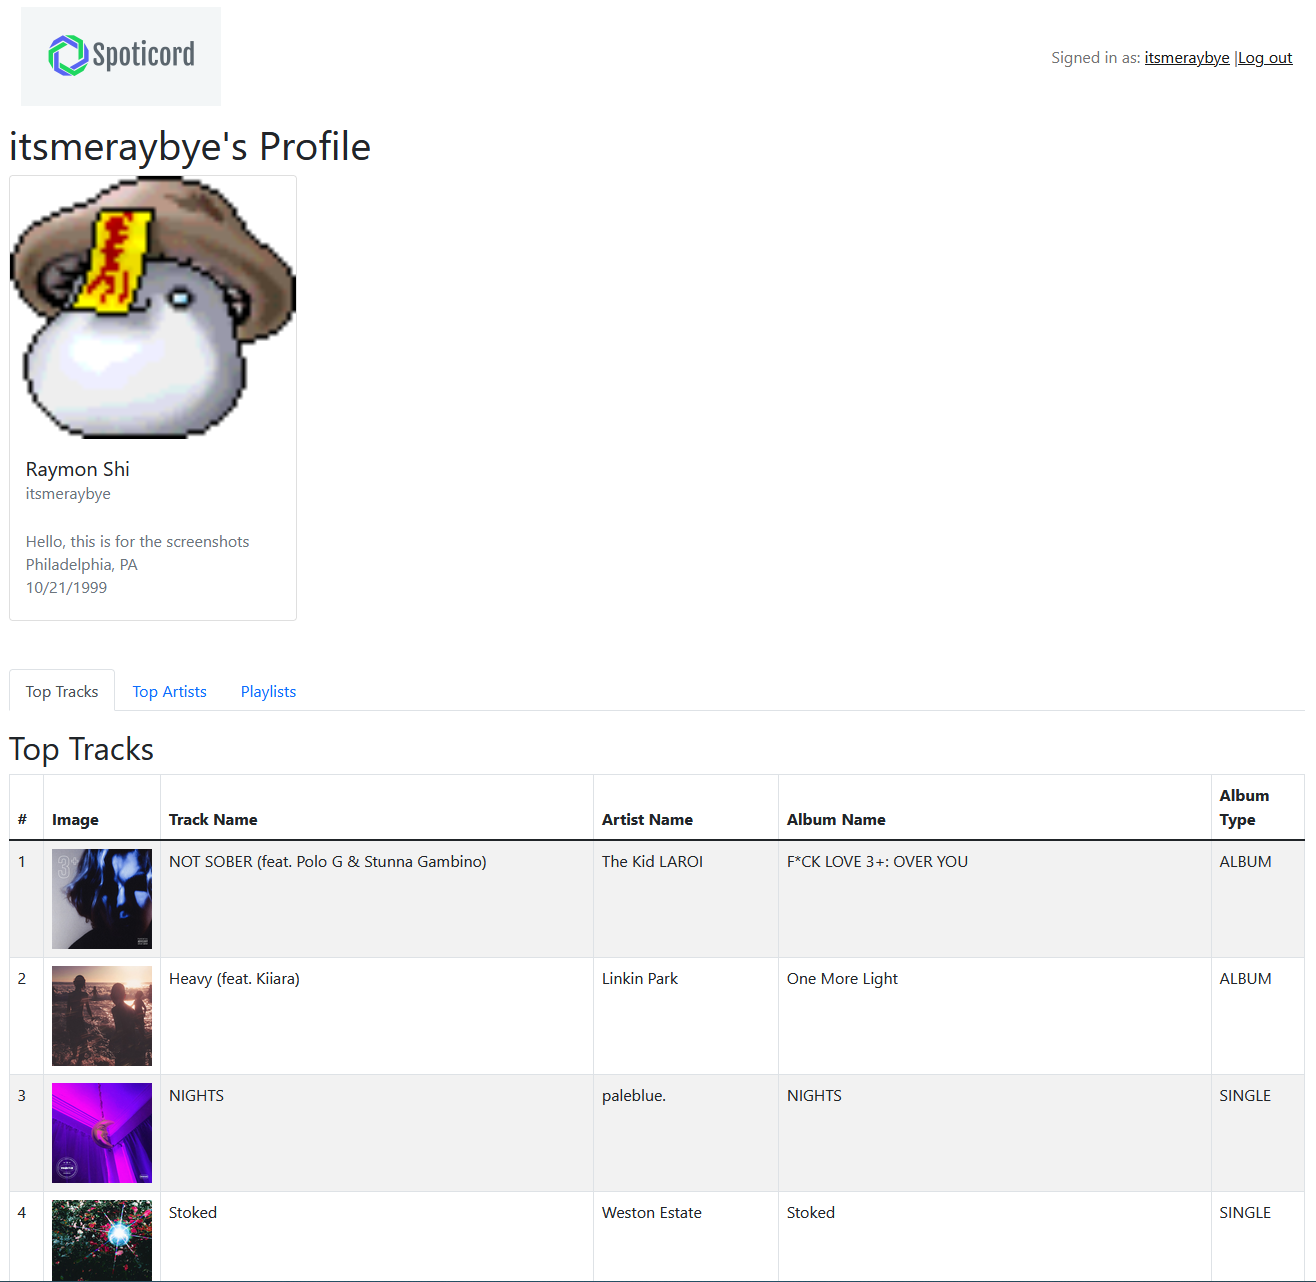 Spoticord
Signed in as: itsmeraybye |Log out
itsmeraybye's Profile
Raymon Shi
itsmeraybye
Hello, this is for the screenshots
Philadelphia, PA
10/21/1999
Top Tracks Top Artists Playlists
Top Tracks
# Image Track Name Artist Name Album Name Album Type
1 3+ NOT SOBER (feat. Polo G & Stunna Gambino) The Kid LAROI F*CK LOVE 3+: OVER YOU ALBUM
2 Heavy (feat. Kiiara) Linkin Park One More Light ALBUM
3 NIGHTS paleblue. NIGHTS SINGLE
4 Stoked Weston Estate Stoked SINGLE